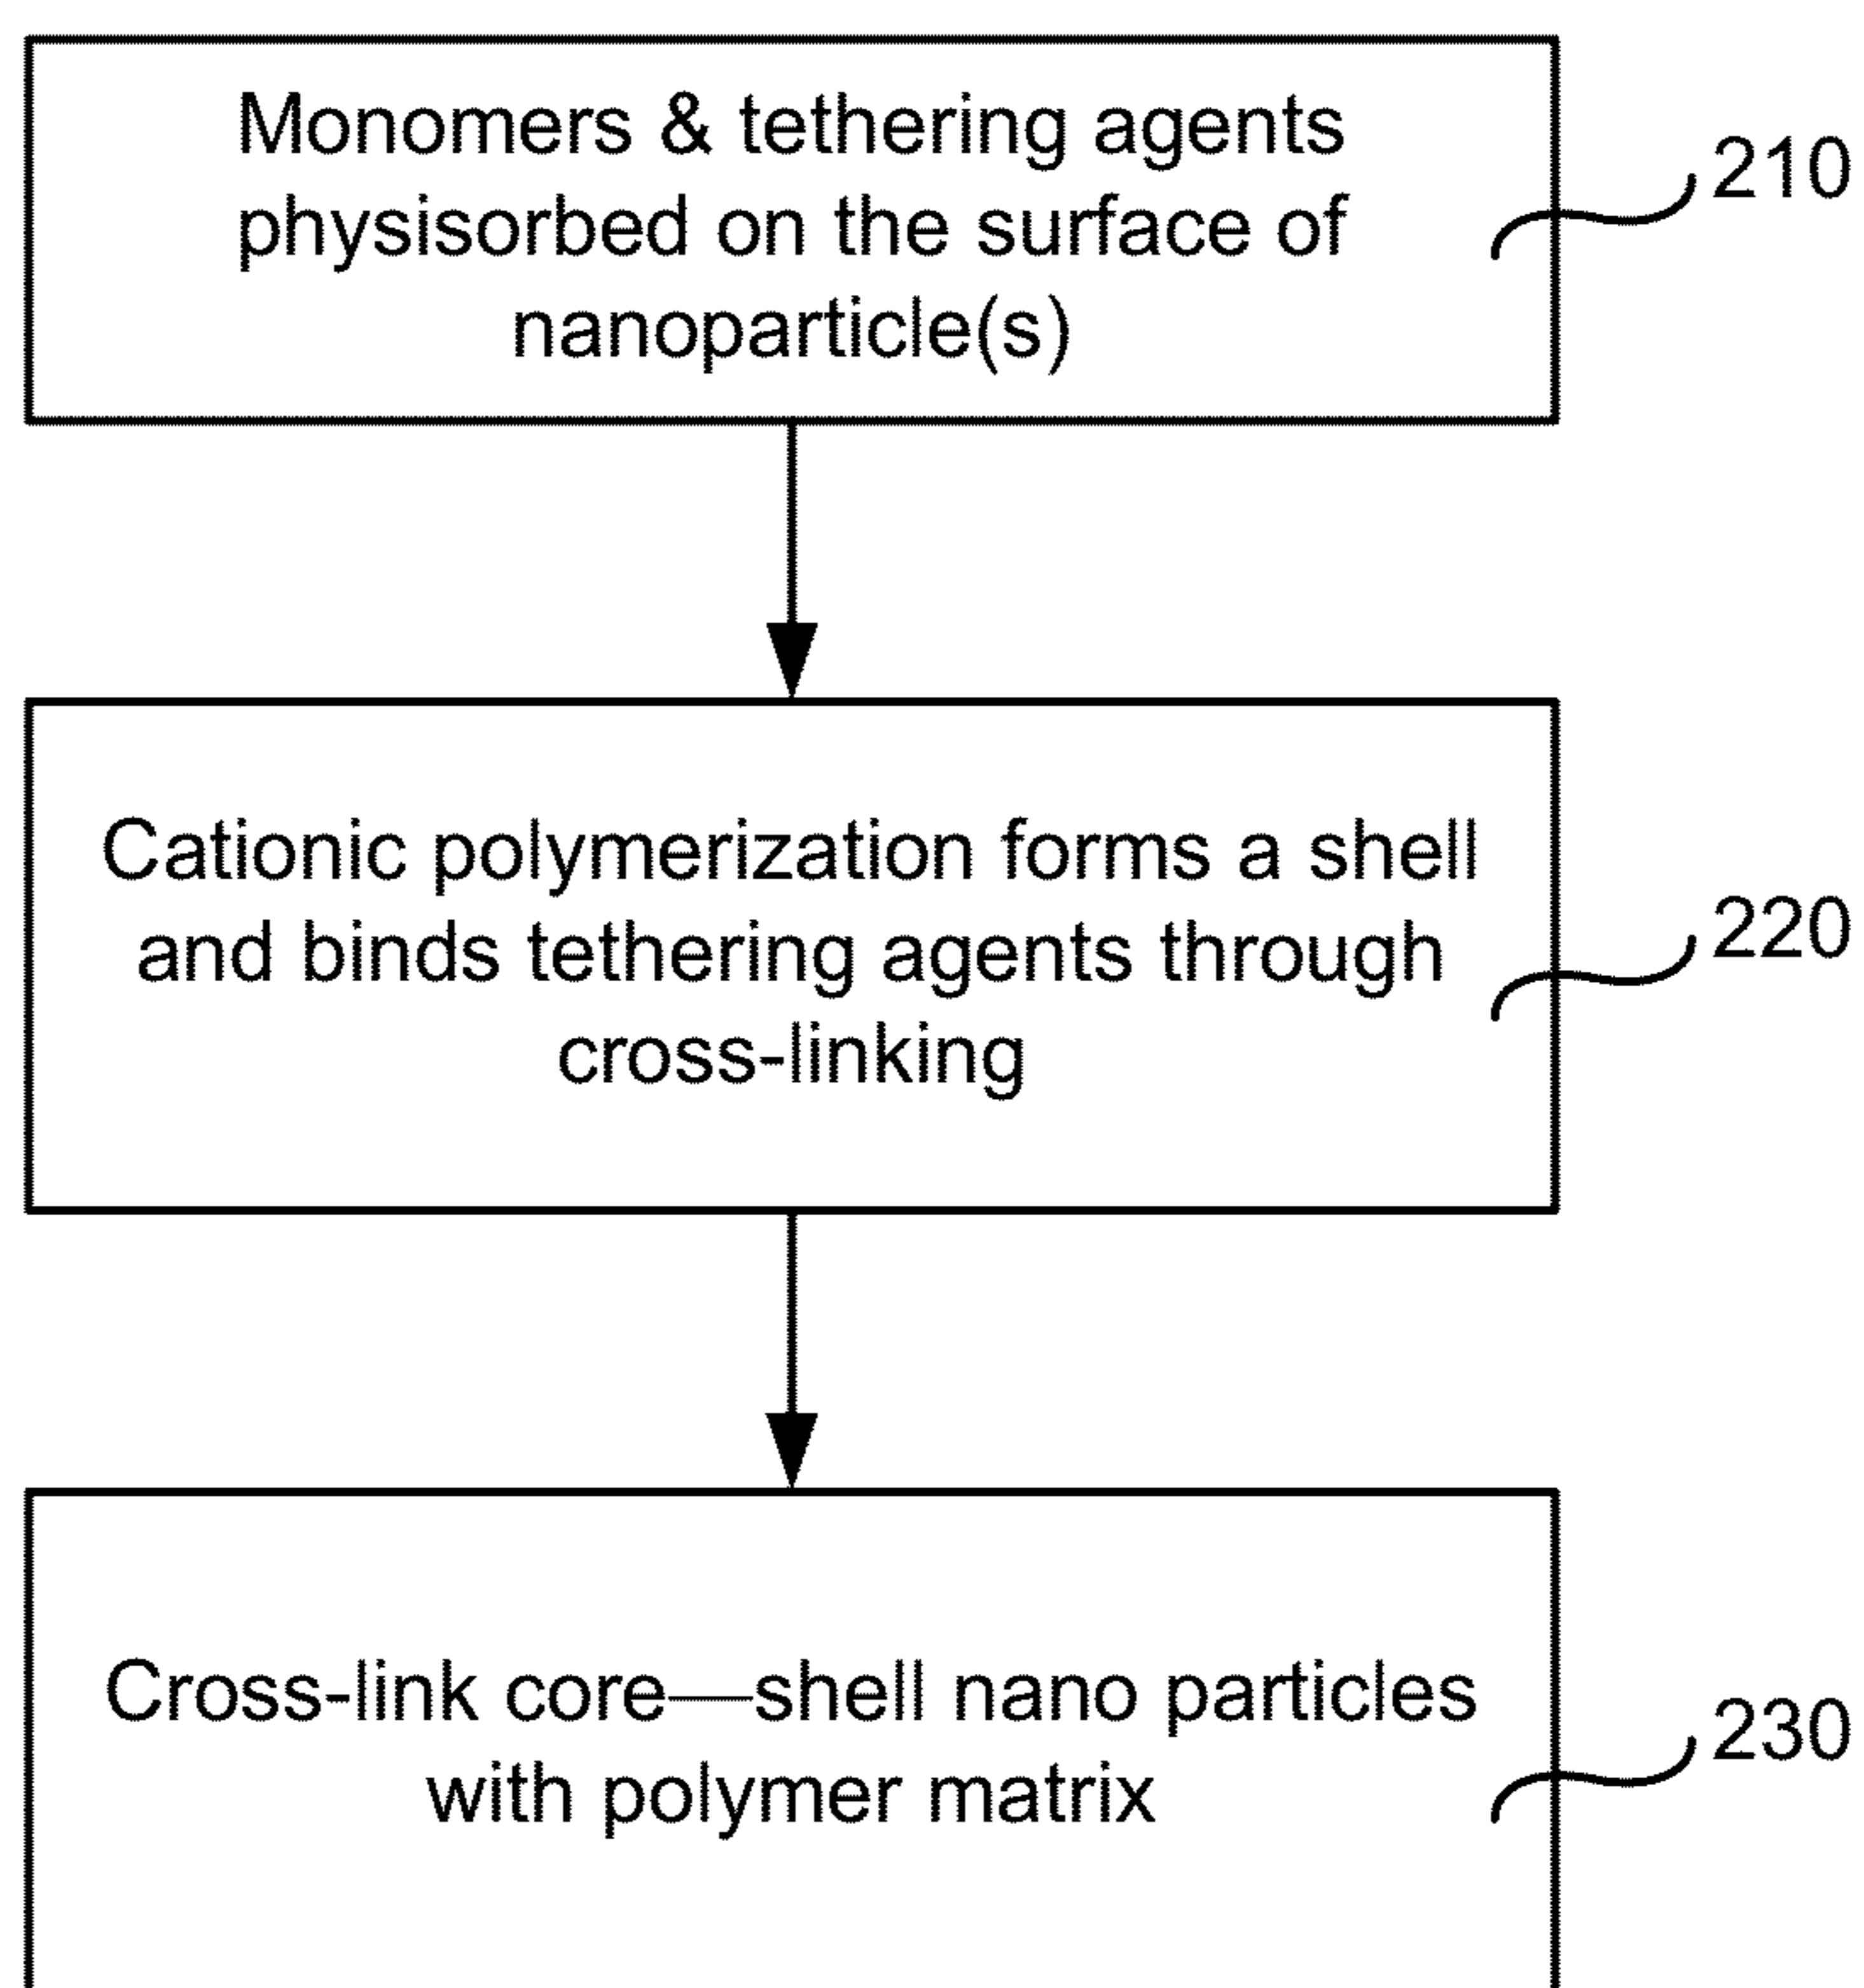 Monomers & tethering agents
physisorbed on the surface of
nanoparticle(s)
210
Cationic polymerization forms a shell
and binds tethering agents through
cross-linking
220
Cross-link core—shell nano particles
with polymer matrix
230